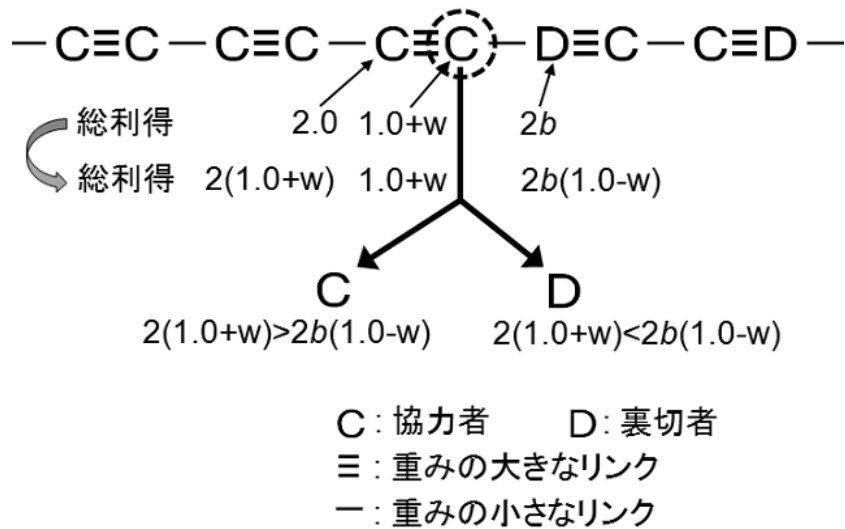 — C≡C — C≡C — C≡C — D≡C — C≡D —
総利得 2.0 1.0+w 2b
総利得 2(1.0+w) 1.0+w 2b(1.0-w)
C D
2(1.0+w)>2b(1.0-w) 2(1.0+w)<2b(1.0-w)
C : 協力者 D : 裏切者
≡ : 重みの大きなリンク
— : 重みの小さなリンク